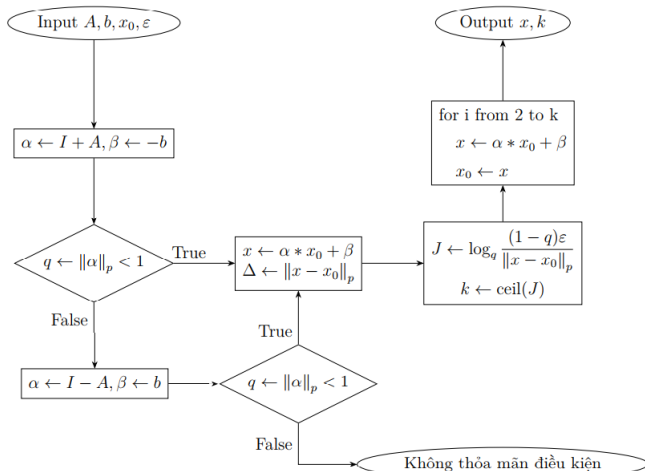 Input A, b, x₀, ε
Output x, k
α ← I + A, β ← −b
for i from 2 to k
x ← α * x₀ + β
x₀ ← x
q ← ‖α‖ₚ < 1
True
x ← α * x₀ + β
Δ ← ‖x − x₀‖ₚ
J ← log_q (1 − q)ε / ‖x − x₀‖ₚ
k ← ceil(J)
False
True
α ← I − A, β ← b
q ← ‖α‖ₚ < 1
False
Không thỏa mãn điều kiện